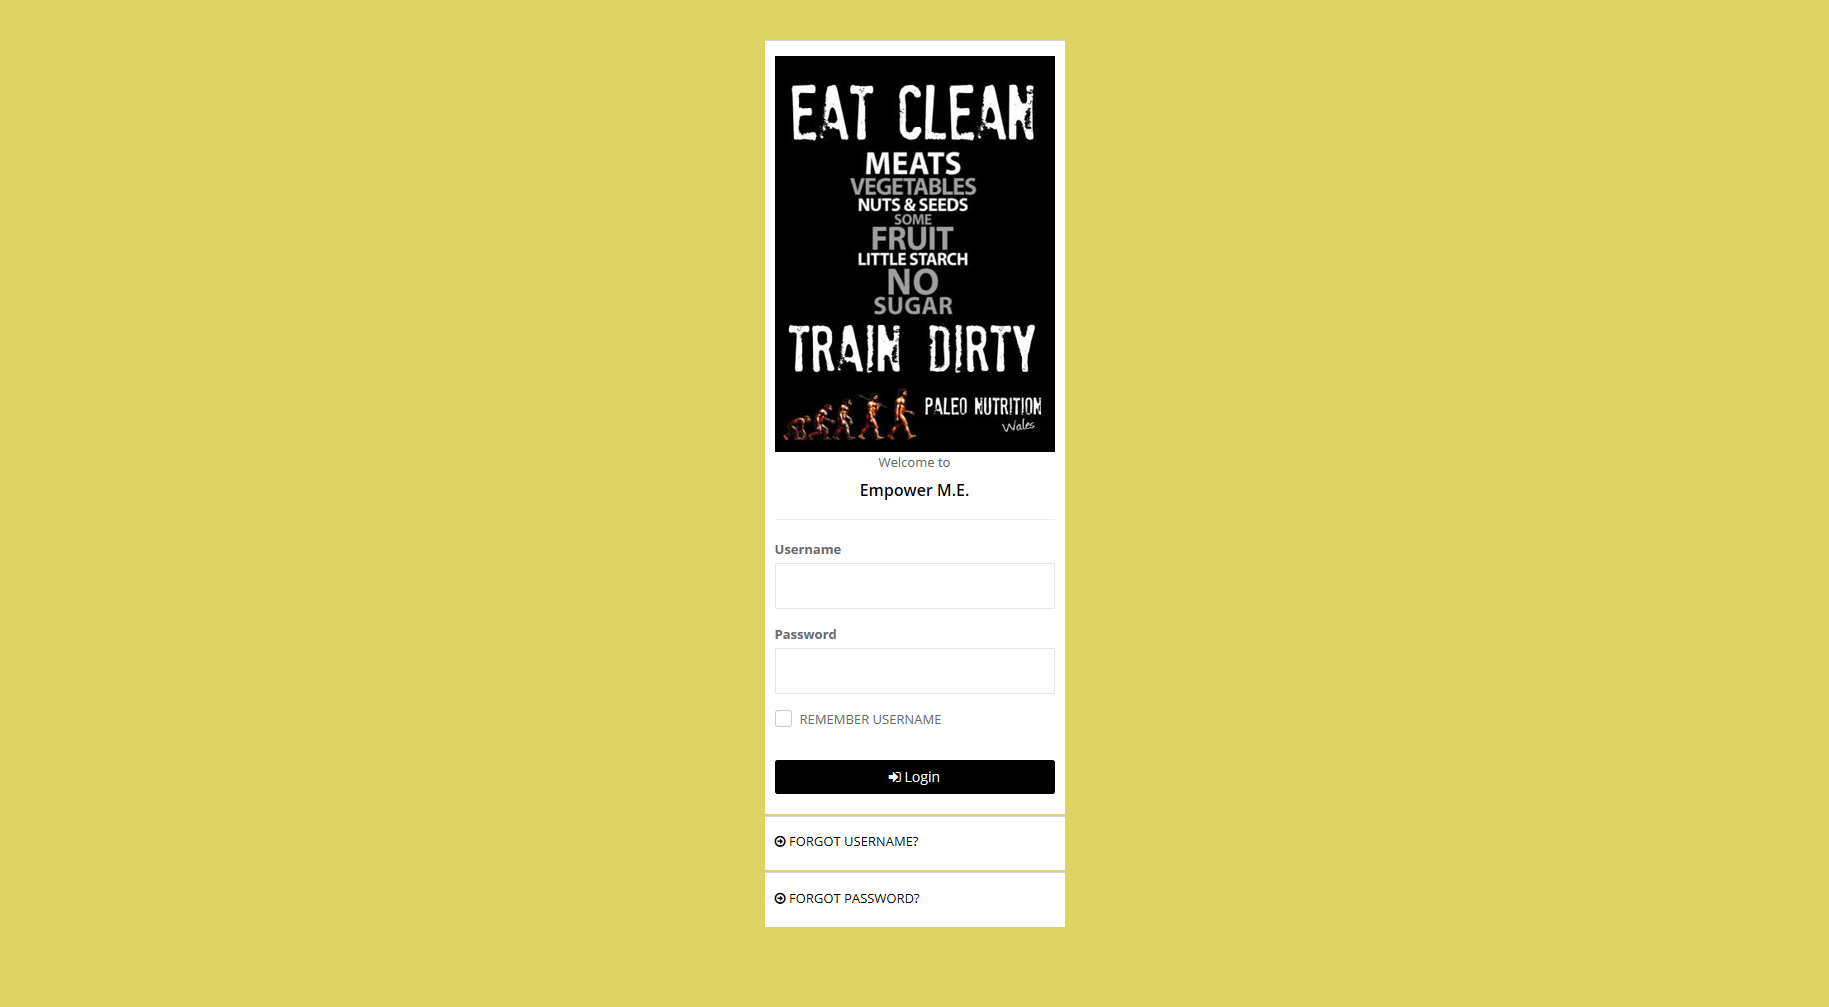 EAT CLEAN
MEATS
VEGETABLES
NUTS & SEEDS
SOME
FRUIT
LITTLE STARCH
NO
SUGAR
TRAIN DIRTY
PALEO NUTRITION
Wales
Welcome to
Empower M.E.
Username
Password
REMEMBER USERNAME
Login
FORGOT USERNAME?
FORGOT PASSWORD?